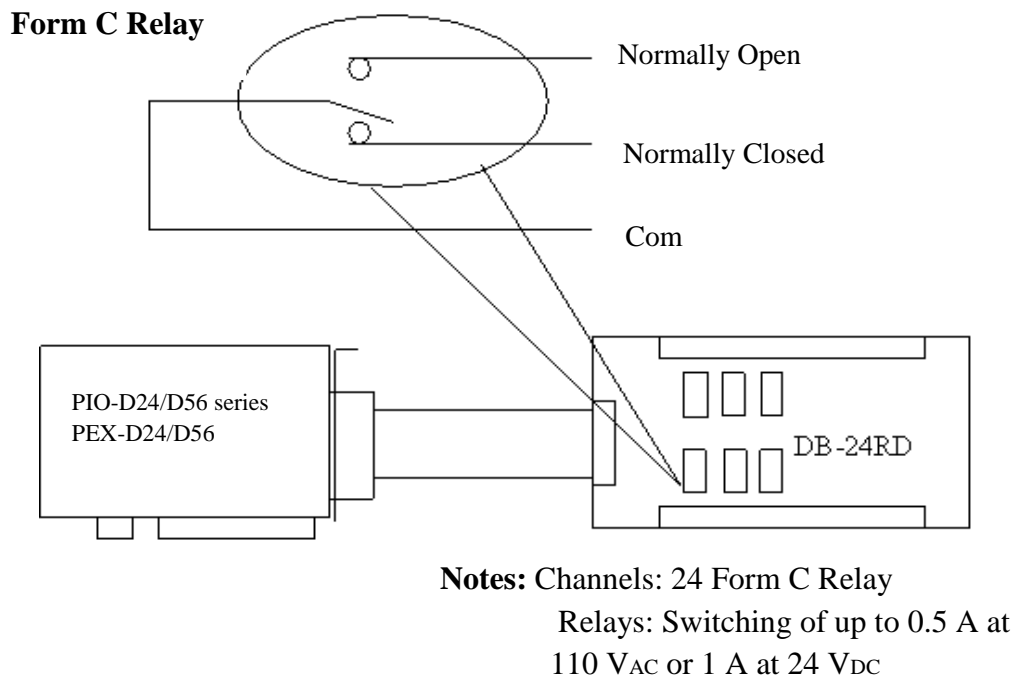 Form C Relay
Normally Open
Normally Closed
Com
PIO-D24/D56 series
PEX-D24/D56
DB-24RD
Notes: Channels: 24 Form C Relay
Relays: Switching of up to 0.5 A at
110 VAC or 1 A at 24 VDC